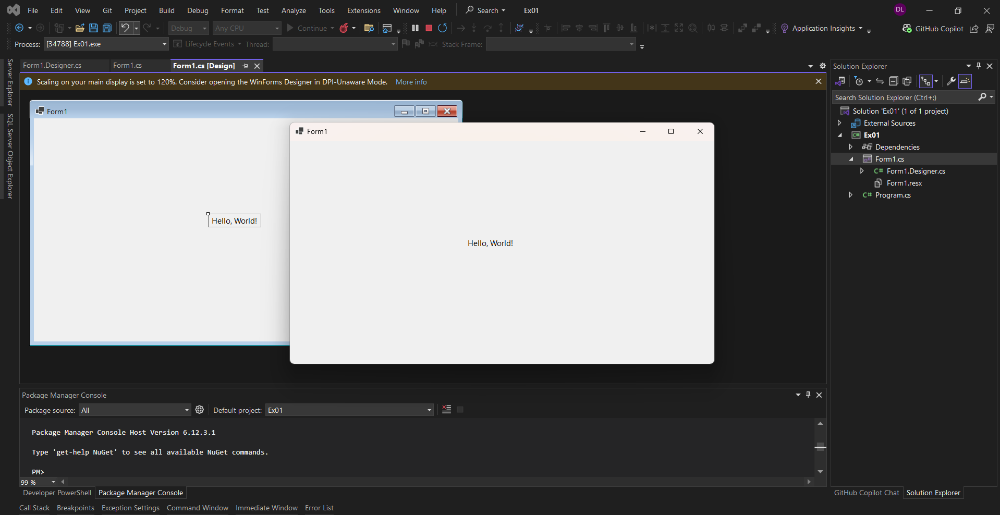 File Edit View Git Project Build Debug Format Test Analyze Tools Extensions Window Help Search Ex01 DL
Debug Any CPU Continue Application Insights GitHub Copilot
Process: [34788] Ex01.exe Lifecycle Events Thread: Stack Frame:
Server Explorer
SQL Server Object Explorer
Form1.Designer.cs Form1.cs Form1.cs [Design]
Scaling on your main display is set to 120%. Consider opening the WinForms Designer in DPI-Unaware Mode. More info
Form1
Hello, World!
Form1
Hello, World!
Solution Explorer
Search Solution Explorer (Ctrl+;)
Solution 'Ex01' (1 of 1 project)
External Sources
Ex01
Dependencies
Form1.cs
C# Form1.Designer.cs
Form1.resx
C# Program.cs
Package Manager Console
Package source: All Default project: Ex01
Package Manager Console Host Version 6.12.3.1
Type 'get-help NuGet' to see all available NuGet commands.
PM>
99 %
Developer PowerShell Package Manager Console
GitHub Copilot Chat Solution Explorer
Call Stack Breakpoints Exception Settings Command Window Immediate Window Error List